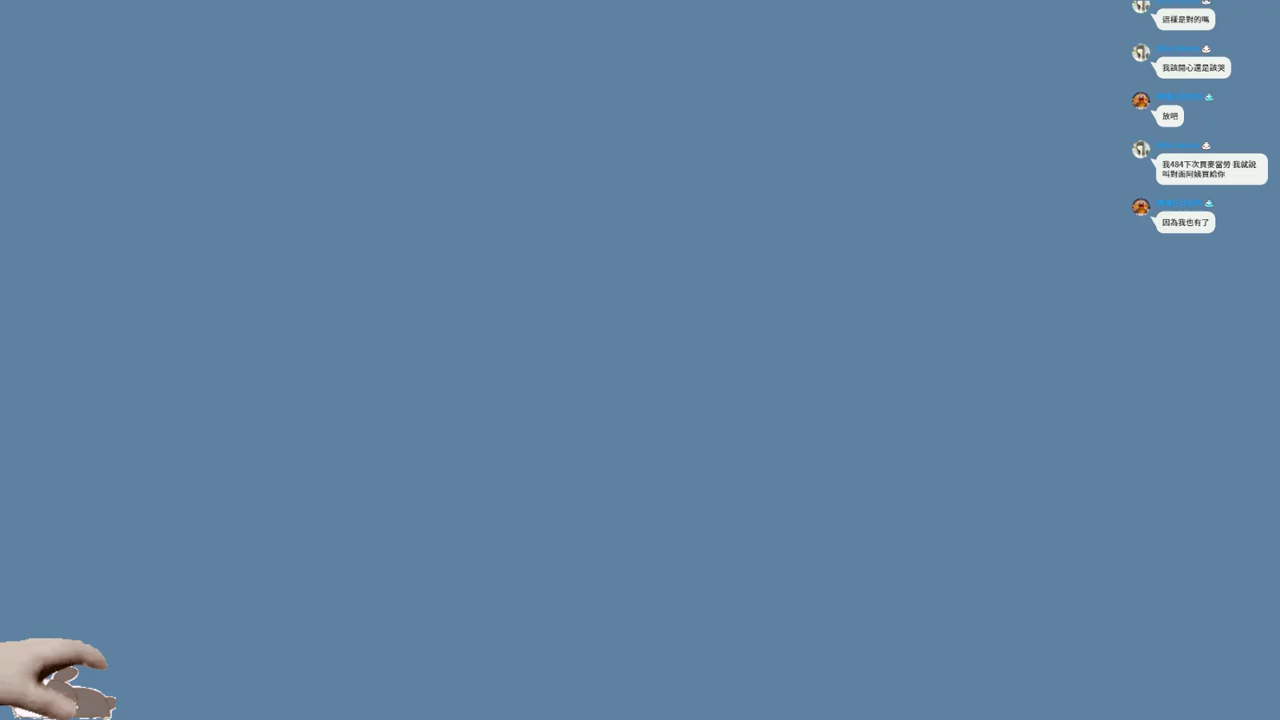 這樣是對的嗎
我該開心還是該哭
放吧
我484下次買麥當勞 我就說
叫對面阿姨買給你
因為我也有了